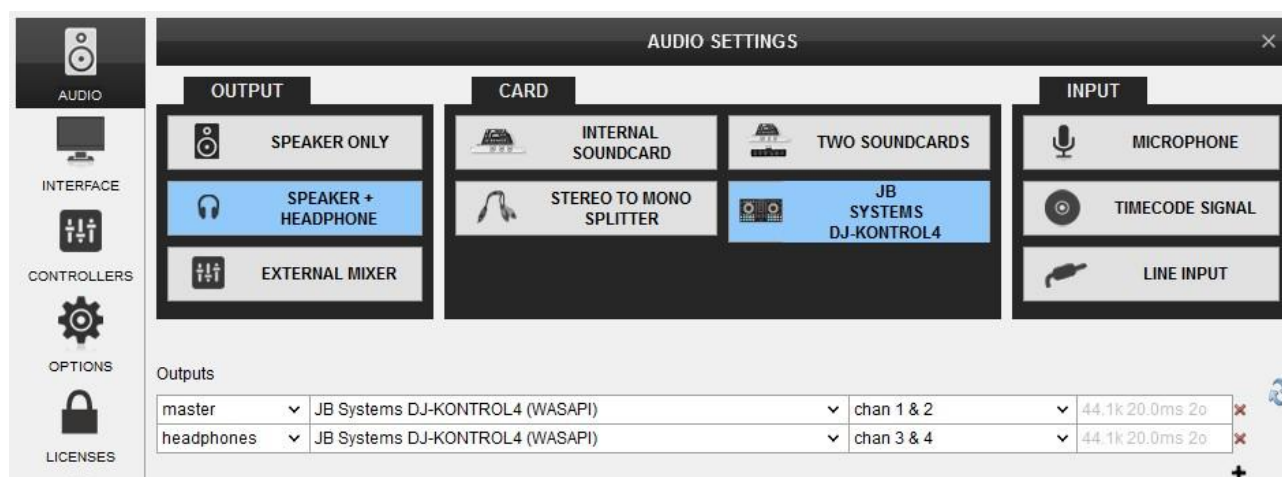 AUDIO SETTINGS
×
AUDIO
INTERFACE
CONTROLLERS
OPTIONS
LICENSES
OUTPUT
SPEAKER ONLY
SPEAKER +
HEADPHONE
EXTERNAL MIXER
CARD
INTERNAL
SOUNDCARD
TWO SOUNDCARDS
STEREO TO MONO
SPLITTER
JB
SYSTEMS
DJ-KONTROL4
INPUT
MICROPHONE
TIMECODE SIGNAL
LINE INPUT
Outputs
master JB Systems DJ-KONTROL4 (WASAPI) chan 1 & 2 44.1k 20.0ms 2o
headphones JB Systems DJ-KONTROL4 (WASAPI) chan 3 & 4 44.1k 20.0ms 2o